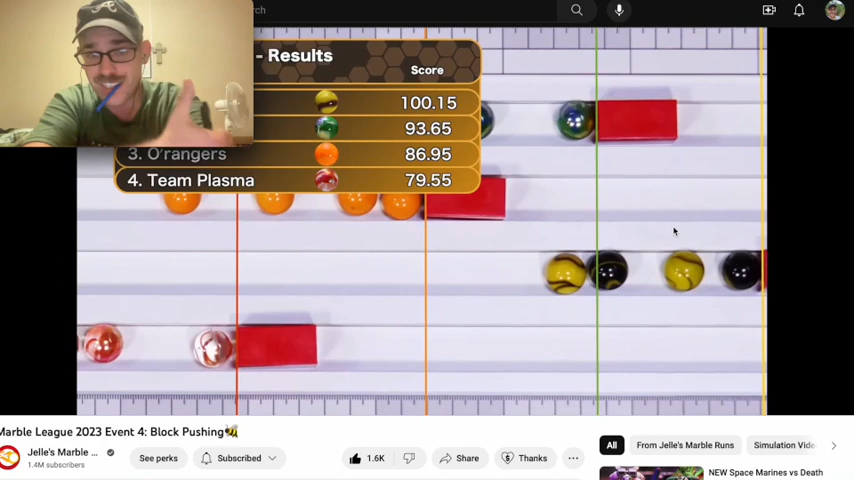 arch
- Results
Score
100.15
93.65
3. O'rangers 86.95
4. Team Plasma 79.55
Marble League 2023 Event 4: Block Pushing🐝
Jelle's Marble ...
1.4M subscribers
See perks
Subscribed
1.6K
Share
Thanks
All
From Jelle's Marble Runs
Simulation Vide
NEW Space Marines vs Death